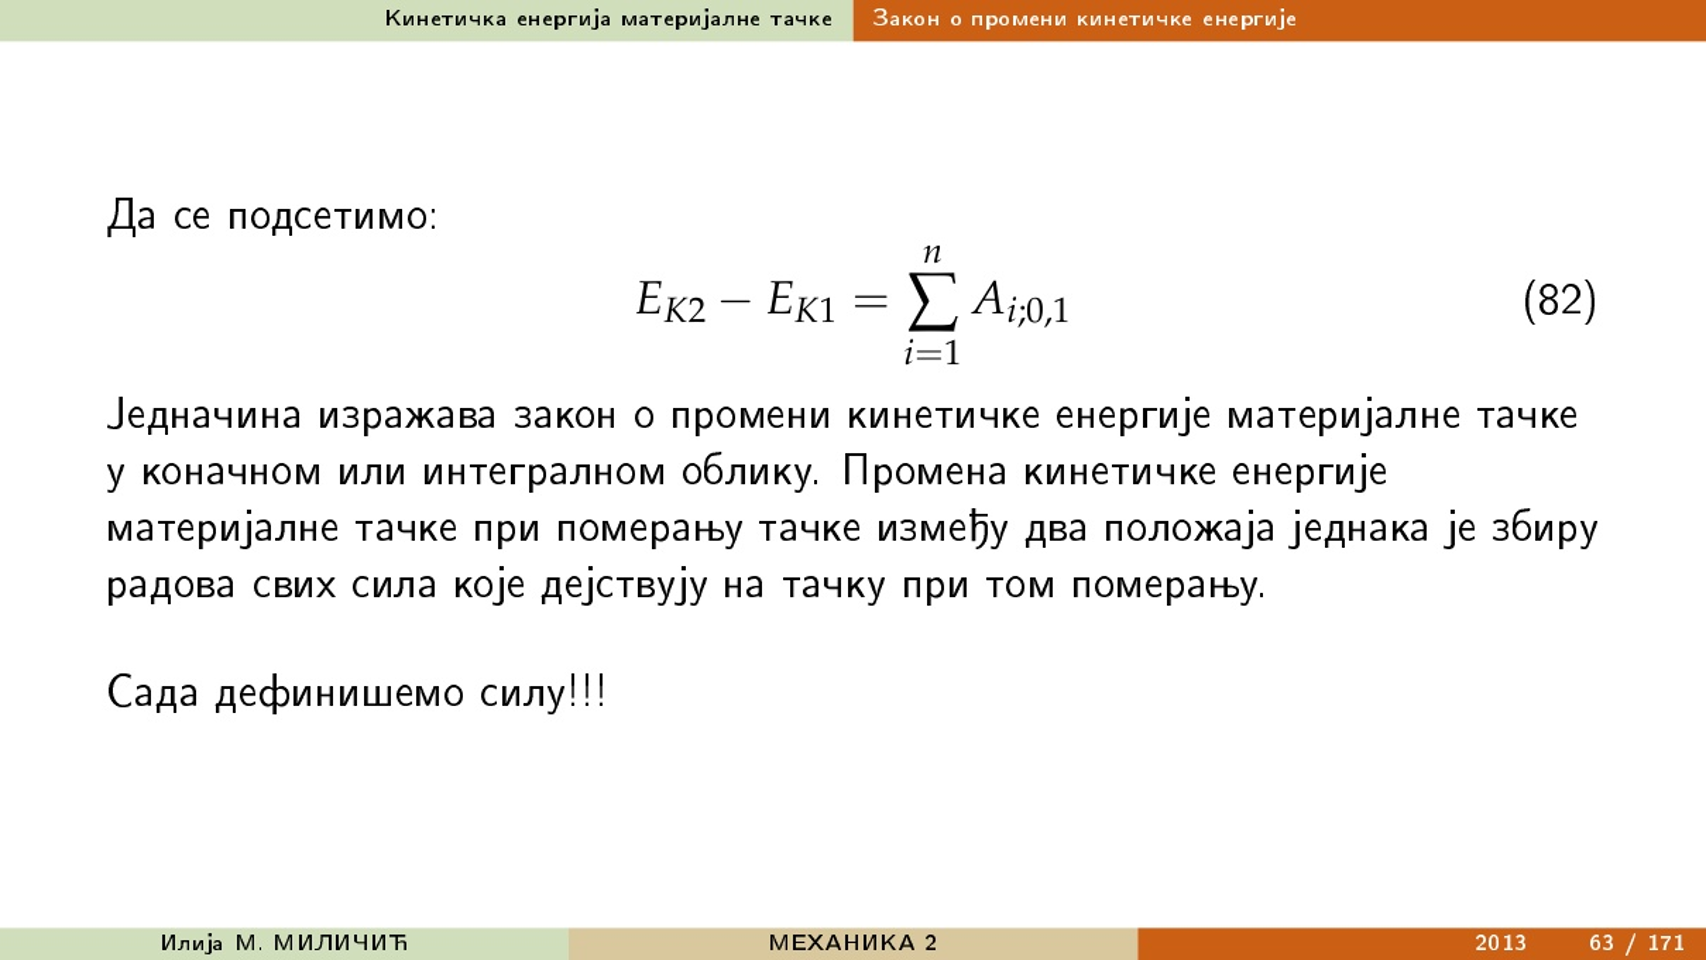 Кинетичка енергија материјалне тачке Закон о промени кинетичке енергије
Да се подсетимо:
E_{K2} − E_{K1} = \sum_{i=1}^{n} A_{i;0,1} (82)
Једначина изражава закон о промени кинетичке енергије материјалне тачке
у коначном или интегралном облику. Промена кинетичке енергије
материјалне тачке при померању тачке између два положаја једнака је збиру
радова свих сила које дејствују на тачку при том померању.
Сада дефинишемо силу!!!
Илија М. МИЛИЧИЋ МЕХАНИКА 2 2013 63 / 171